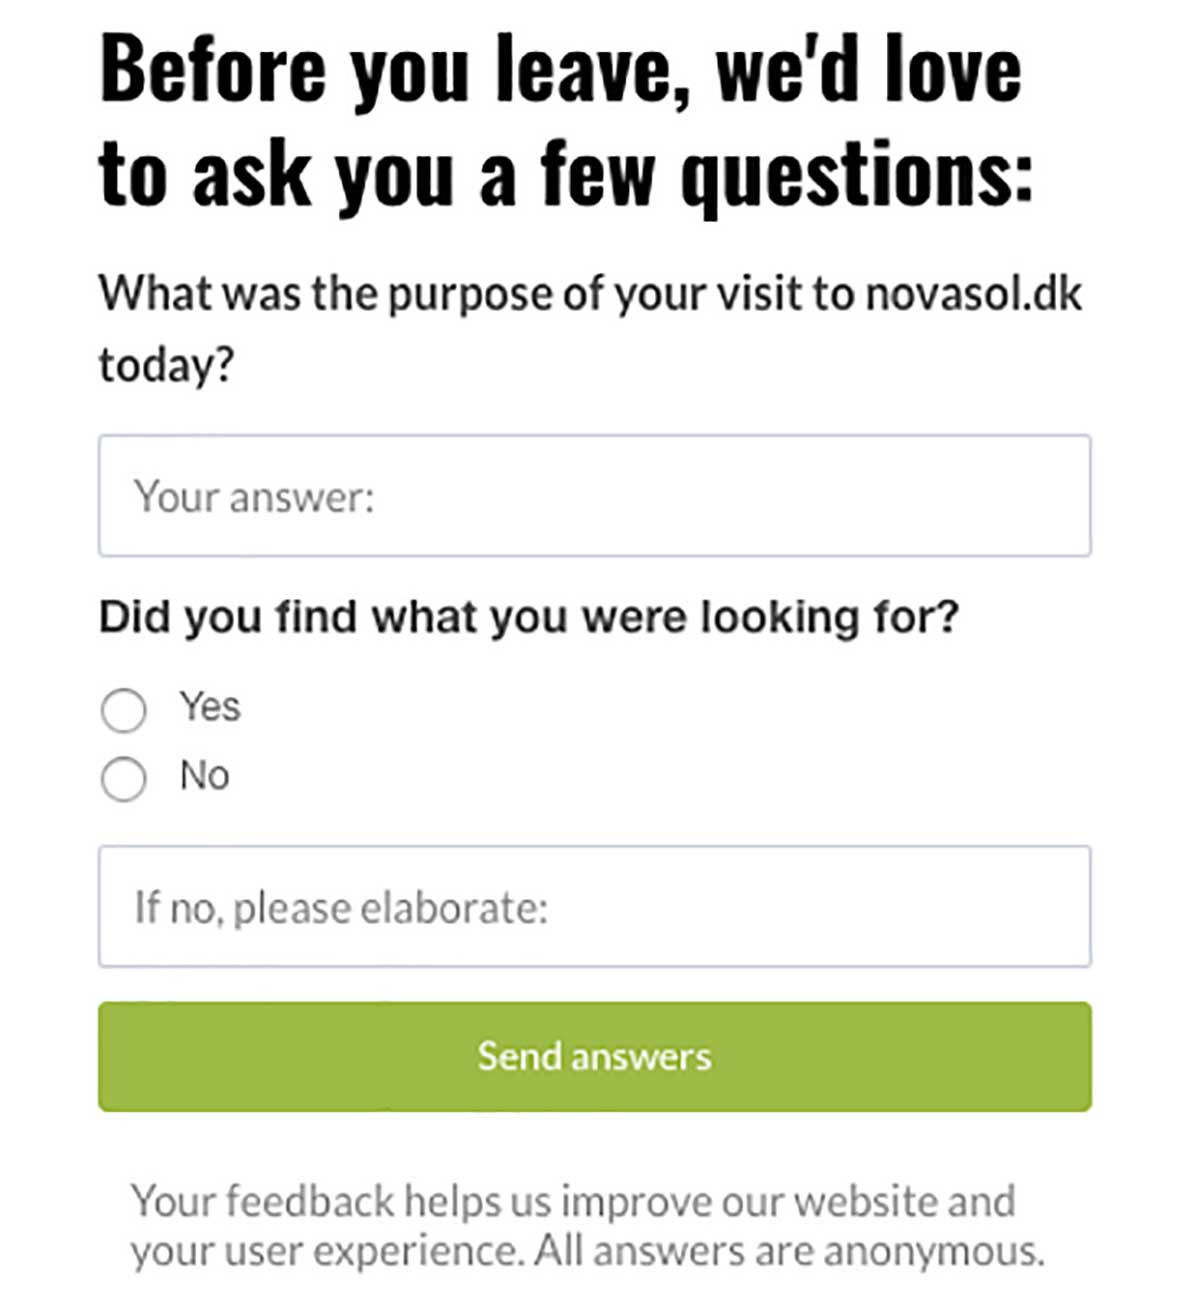 Before you leave, we'd love
to ask you a few questions:
What was the purpose of your visit to novasol.dk
today?
Your answer:
Did you find what you were looking for?
Yes
No
If no, please elaborate:
Send answers
Your feedback helps us improve our website and
your user experience. All answers are anonymous.